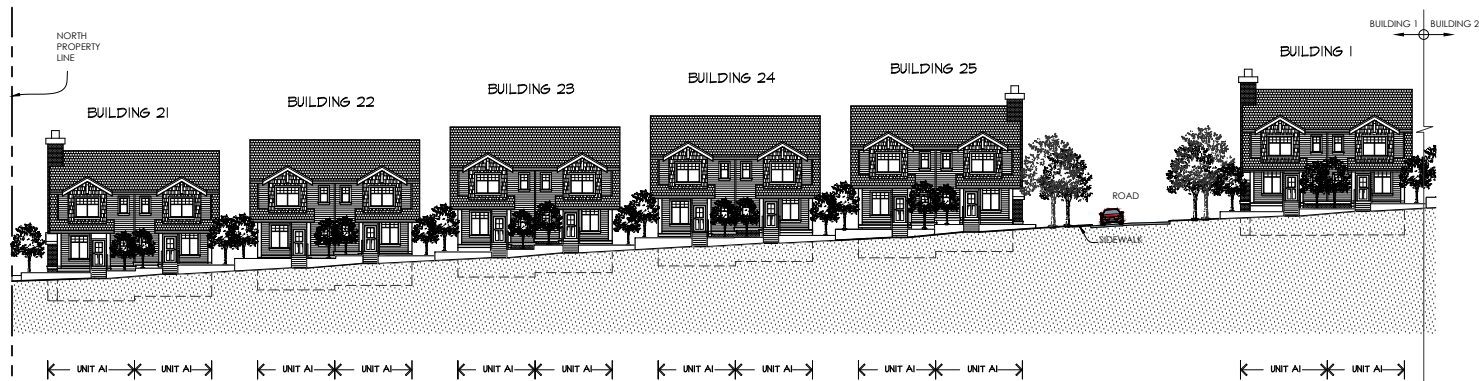 BUILDING 1
BUILDING 2
NORTH
PROPERTY
LINE
BUILDING 21
BUILDING 22
BUILDING 23
BUILDING 24
BUILDING 25
BUILDING 1
ROAD
SIDEWALK
UNIT A1
UNIT A1
UNIT A1
UNIT A1
UNIT A1
UNIT A1
UNIT A1
UNIT A1
UNIT A1
UNIT A1
UNIT A1
UNIT A1